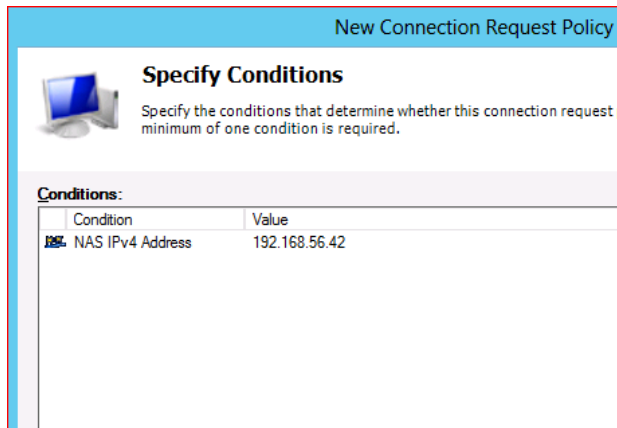 New Connection Request Policy
Specify Conditions
Specify the conditions that determine whether this connection request
minimum of one condition is required.
Conditions:
Condition Value
NAS IPv4 Address 192.168.56.42